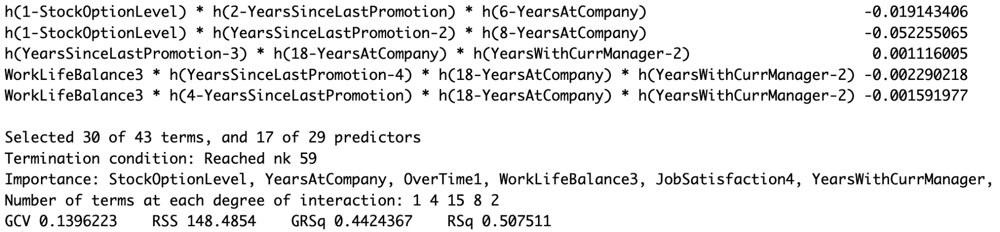 h(1-StockOptionLevel) * h(2-YearsSinceLastPromotion) * h(6-YearsAtCompany) -0.019143406
h(1-StockOptionLevel) * h(YearsSinceLastPromotion-2) * h(8-YearsAtCompany) -0.052255065
h(YearsSinceLastPromotion-3) * h(18-YearsAtCompany) * h(YearsWithCurrManager-2) 0.001116005
WorkLifeBalance3 * h(YearsSinceLastPromotion-4) * h(18-YearsAtCompany) * h(YearsWithCurrManager-2) -0.002290218
WorkLifeBalance3 * h(4-YearsSinceLastPromotion) * h(18-YearsAtCompany) * h(YearsWithCurrManager-2) -0.001591977
Selected 30 of 43 terms, and 17 of 29 predictors
Termination condition: Reached nk 59
Importance: StockOptionLevel, YearsAtCompany, OverTime1, WorkLifeBalance3, JobSatisfaction4, YearsWithCurrManager,
Number of terms at each degree of interaction: 1 4 15 8 2
GCV 0.1396223 RSS 148.4854 GRSq 0.4424367 RSq 0.507511